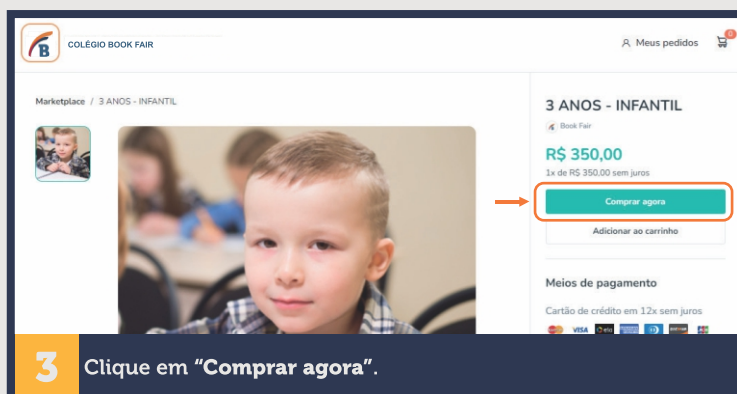 B
COLÉGIO BOOK FAIR
Meus pedidos
0
Marketplace / 3 ANOS - INFANTIL
3 ANOS - INFANTIL
Book Fair
R$ 350,00
1x de R$ 350,00 sem juros
Comprar agora
Adicionar ao carrinho
Meios de pagamento
Cartão de crédito em 12x sem juros
VISA elo
3 Clique em “Comprar agora”.